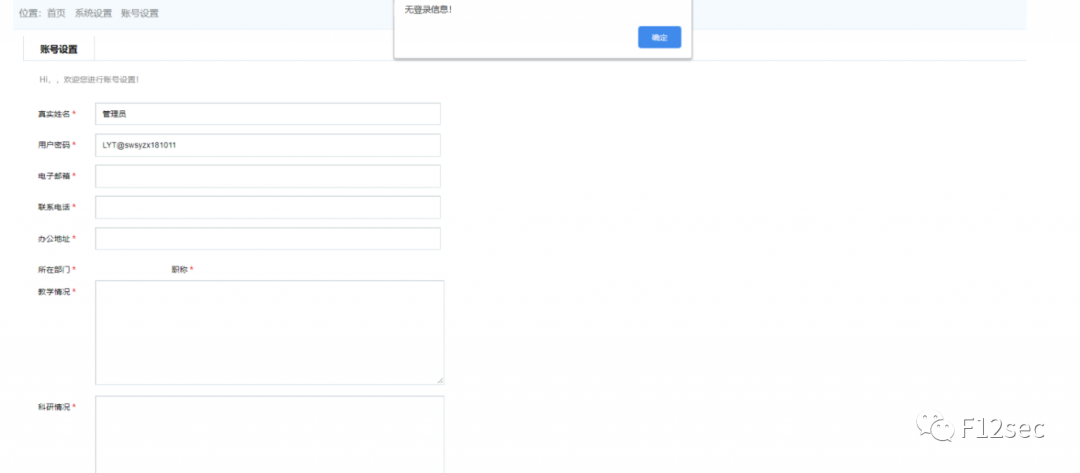 位置：首页 系统设置 账号设置
无登录信息！
确定
账号设置
Hi，，欢迎您进行账号设置！
真实姓名 * 管理员
用户密码 * LYT@swsyzx181011
电子邮箱 *
联系电话 *
办公地址 *
所在部门 * 职称 *
教学情况 *
科研情况 *
F12sec